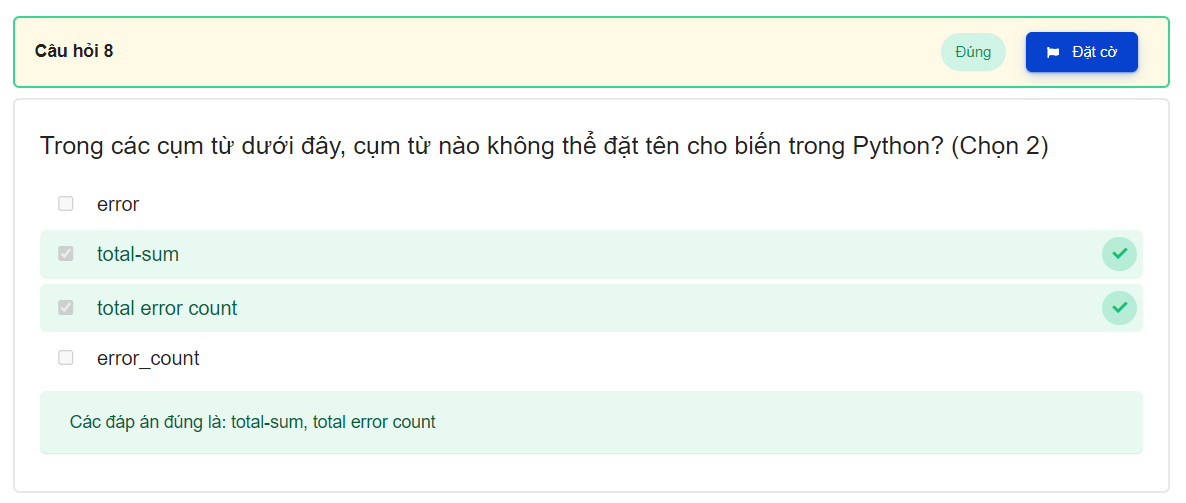 Câu hỏi 8
Đúng
Đặt cờ
Trong các cụm từ dưới đây, cụm từ nào không thể đặt tên cho biến trong Python? (Chọn 2)
error
total-sum
total error count
error_count
Các đáp án đúng là: total-sum, total error count